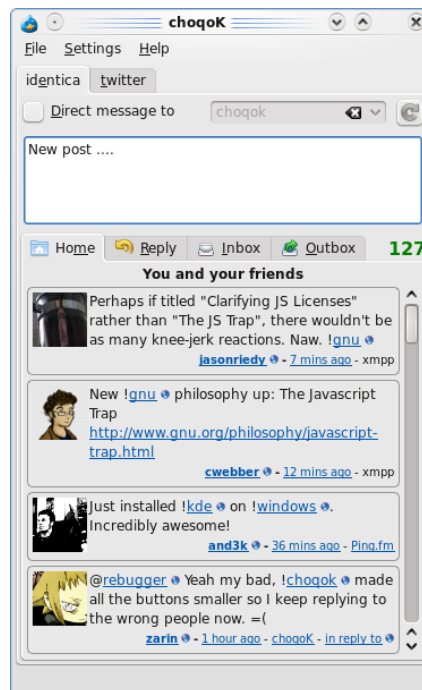 choqoK
File Settings Help
identica twitter
Direct message to choqok
New post ....
127
Home Reply Inbox Outbox
You and your friends
Perhaps if titled "Clarifying JS Licenses"
rather than "The JS Trap", there wouldn't be
as many knee-jerk reactions. Naw. !gnu
jasonriedy - 7 mins ago - xmpp
New !gnu philosophy up: The Javascript
Trap
http://www.gnu.org/philosophy/javascript-
trap.html
cwebber - 12 mins ago - xmpp
Just installed !kde on !windows .
Incredibly awesome!
and3k - 36 mins ago - Ping.fm
@rebugger Yeah my bad, !choqok made
all the buttons smaller so I keep replying to
the wrong people now. =(
zarin - 1 hour ago - choqoK - in reply to